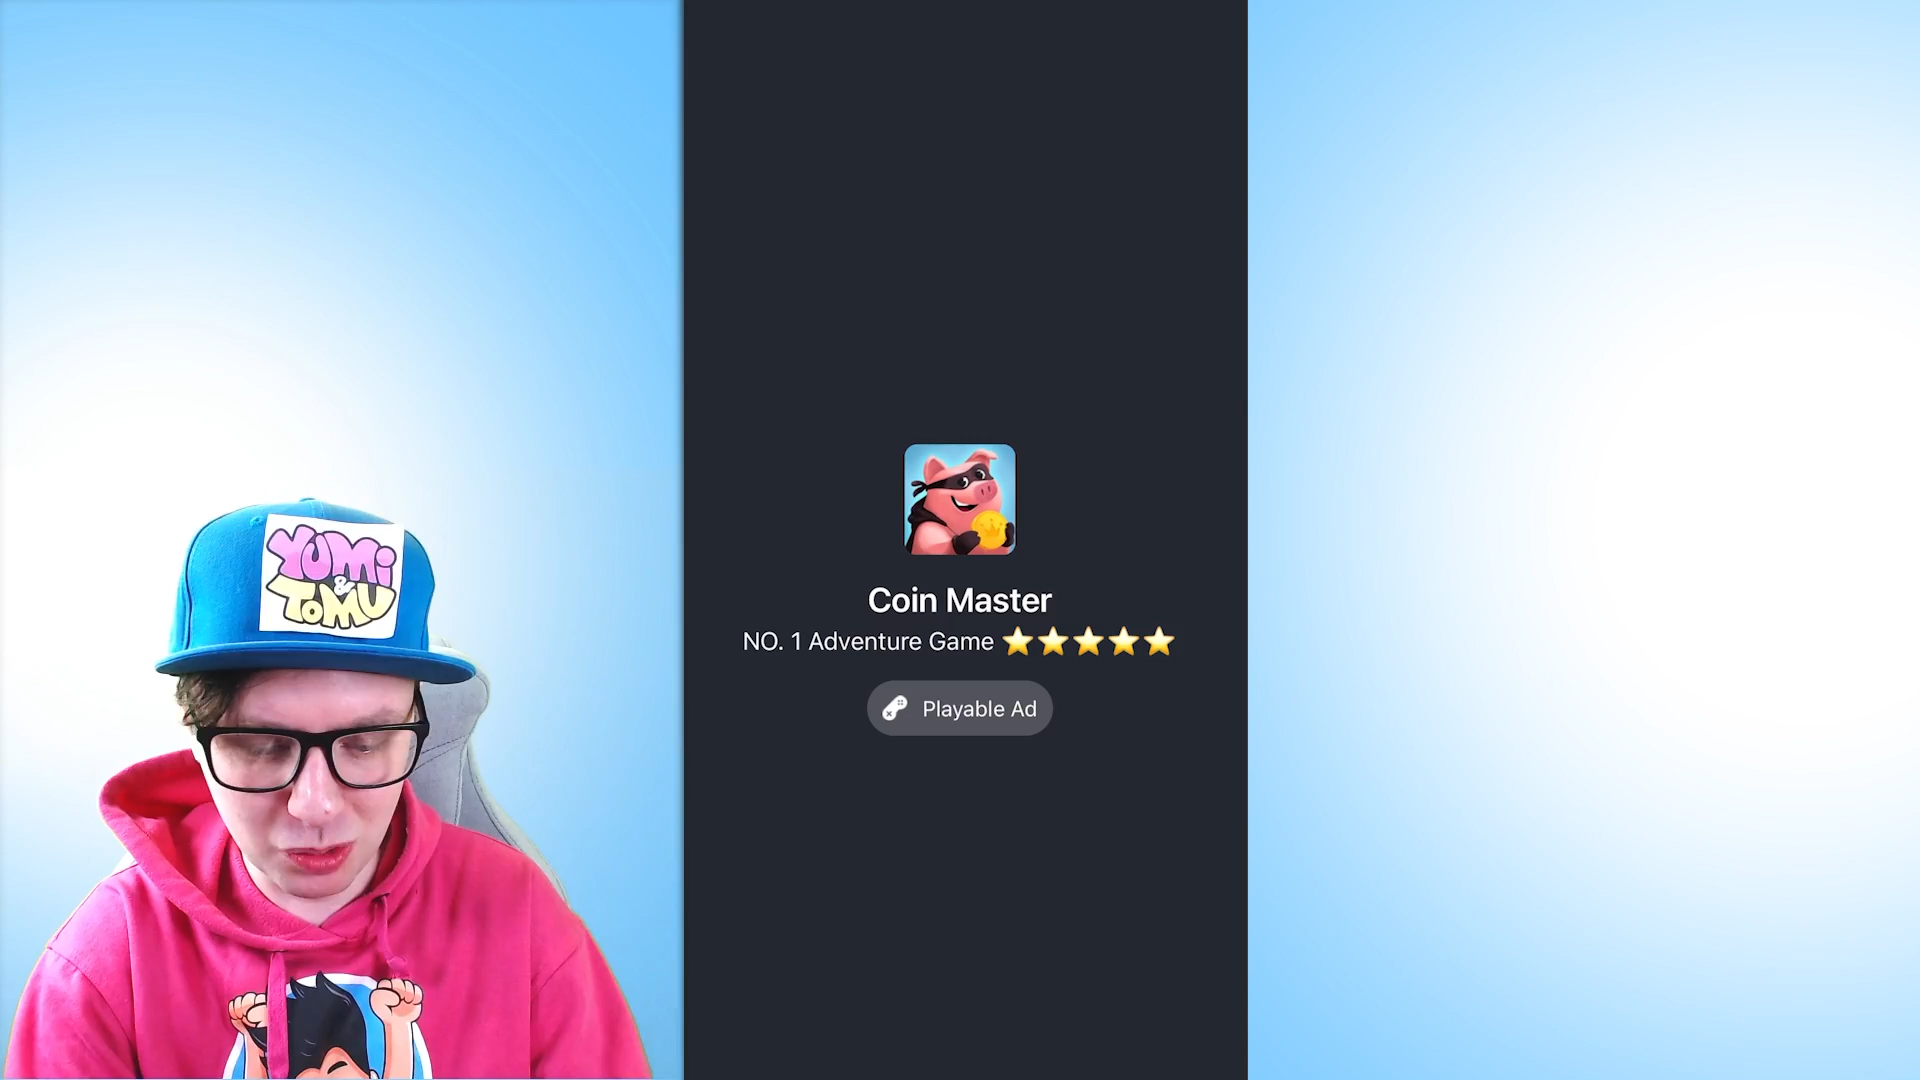 YUMI
&
TOMU
Coin Master
NO. 1 Adventure Game ⭐⭐⭐⭐⭐
Playable Ad